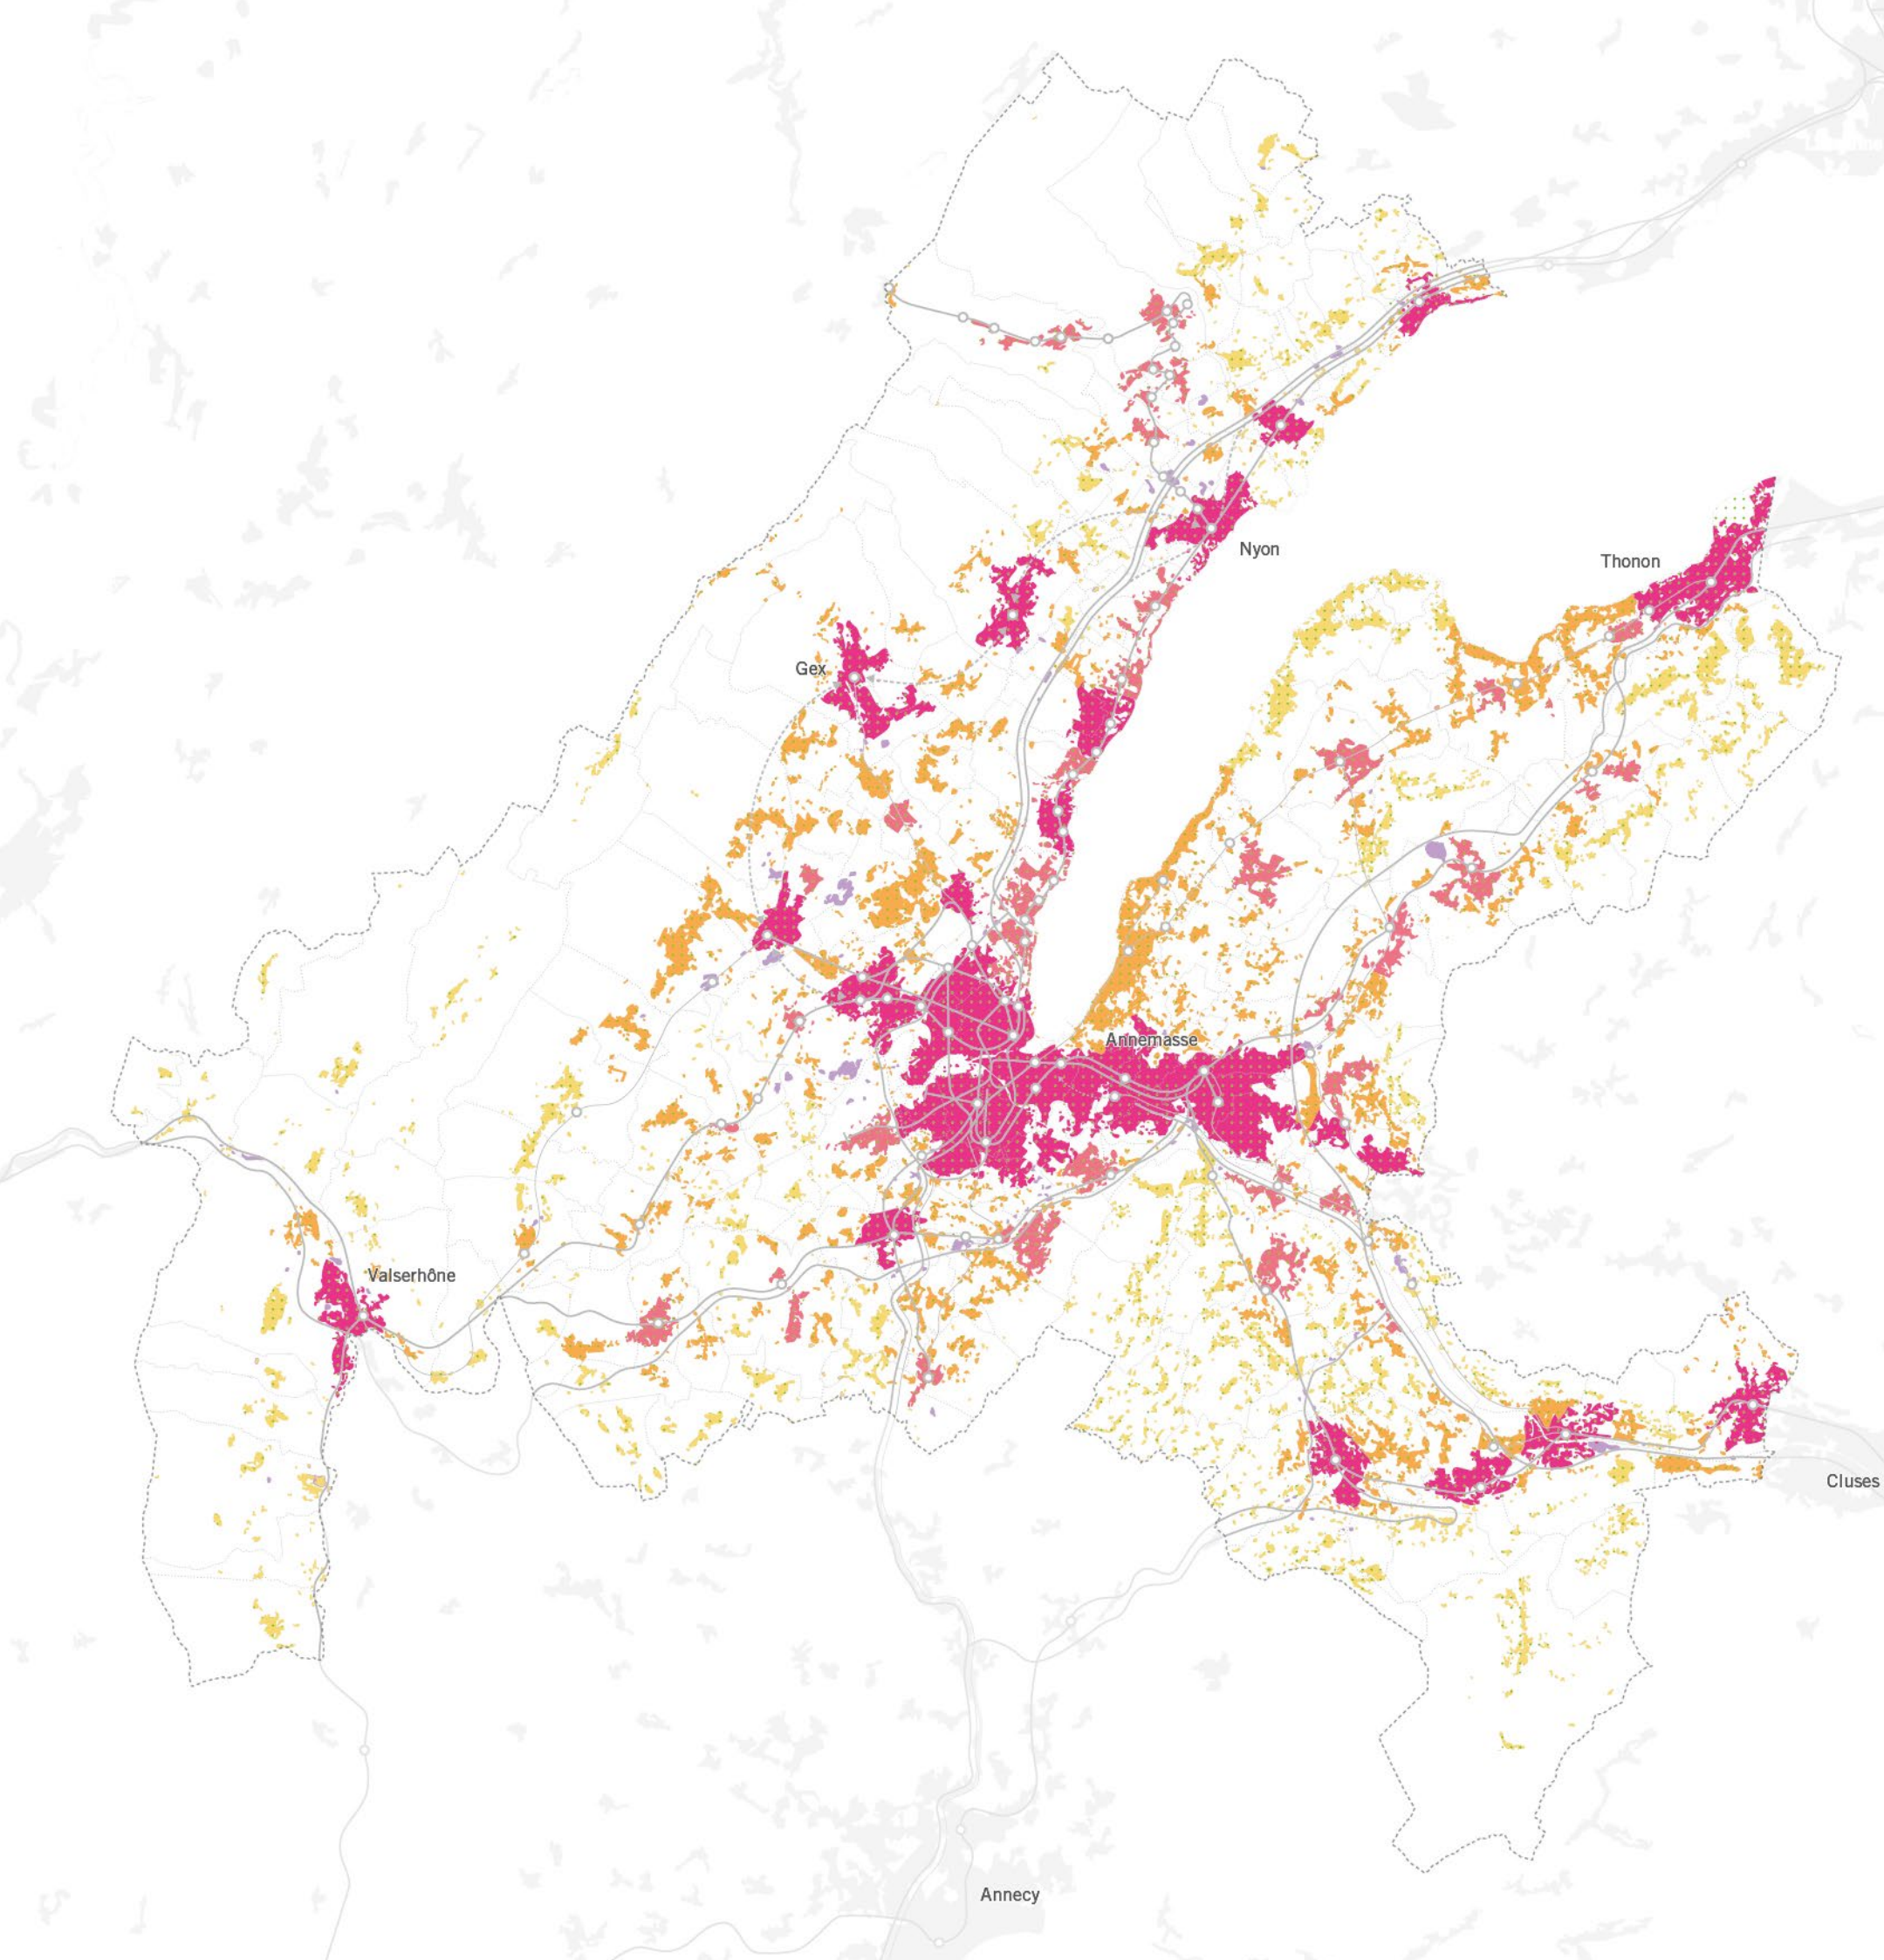 Nyon
Thonon
Gex
Annemasse
Valserhône
Cluses
Annecy